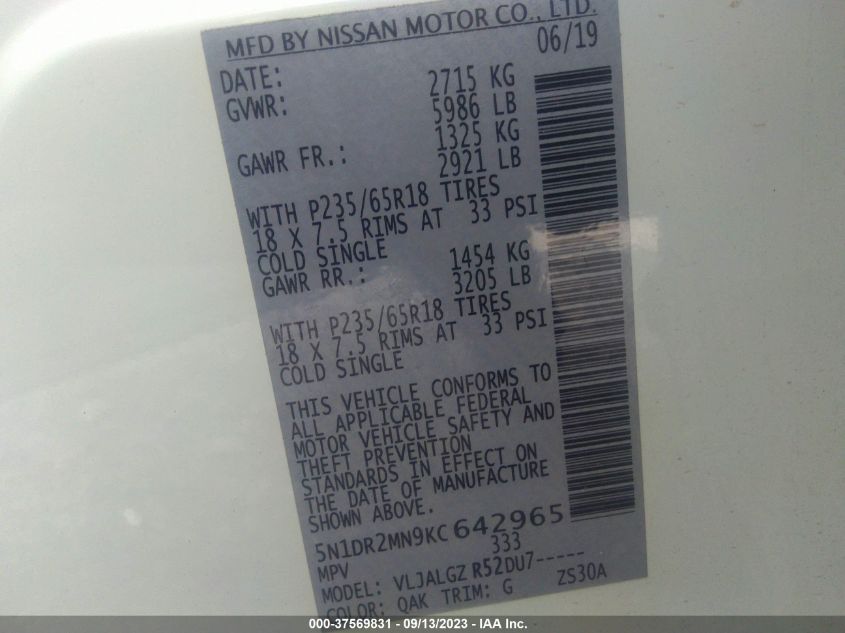 MFD BY NISSAN MOTOR CO., LTD.
DATE: 06/19
GVWR: 2715 KG
5986 LB
GAWR FR.: 1325 KG
2921 LB
WITH P235/65R18 TIRES
18 X 7.5 RIMS AT 33 PSI
COLD SINGLE
GAWR RR.: 1454 KG
3205 LB
WITH P235/65R18 TIRES
18 X 7.5 RIMS AT 33 PSI
COLD SINGLE
THIS VEHICLE CONFORMS TO
ALL APPLICABLE FEDERAL
MOTOR VEHICLE SAFETY AND
THEFT PREVENTION
STANDARDS IN EFFECT ON
THE DATE OF MANUFACTURE
SHOWN ABOVE.
5N1DR2MN9KC642965
MPV 333
MODEL: VLJALGZ R52DU7-----
COLOR: QAK TRIM: G ZS30A
000-37569831 - 09/13/2023 - IAA Inc.